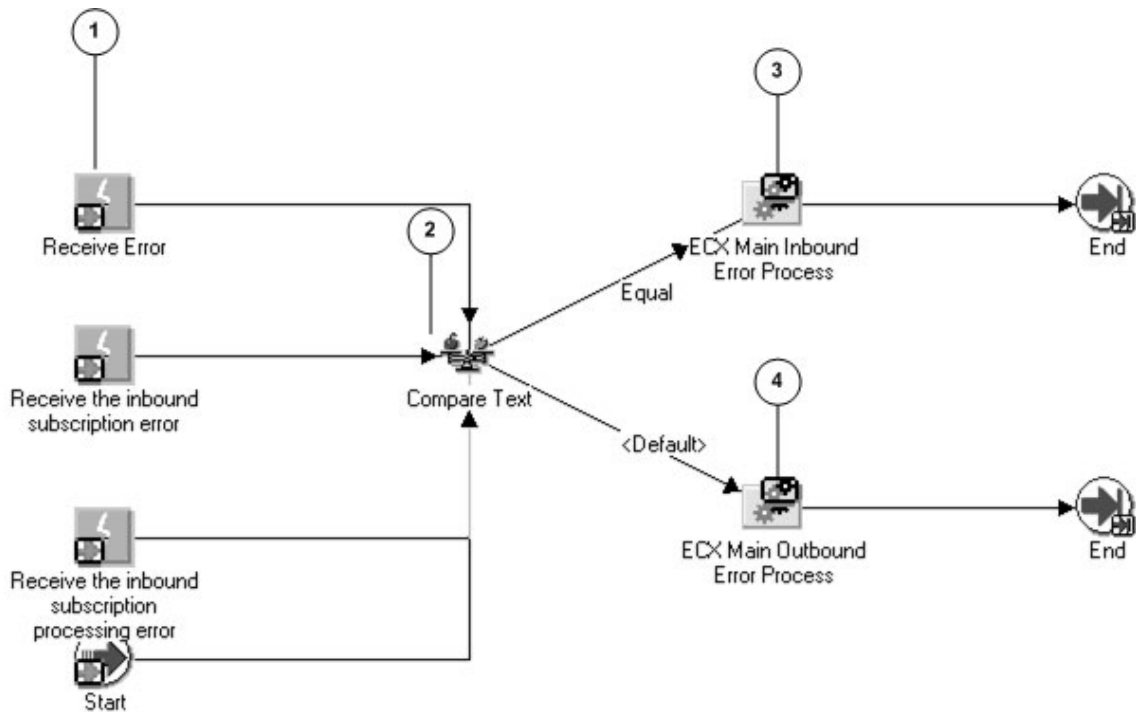 1
3
Receive Error
2
ECX Main Inbound
Error Process
End
Equal
Receive the inbound
subscription error
Compare Text
4
<Default>
Receive the inbound
subscription
processing error
ECX Main Outbound
Error Process
End
Start